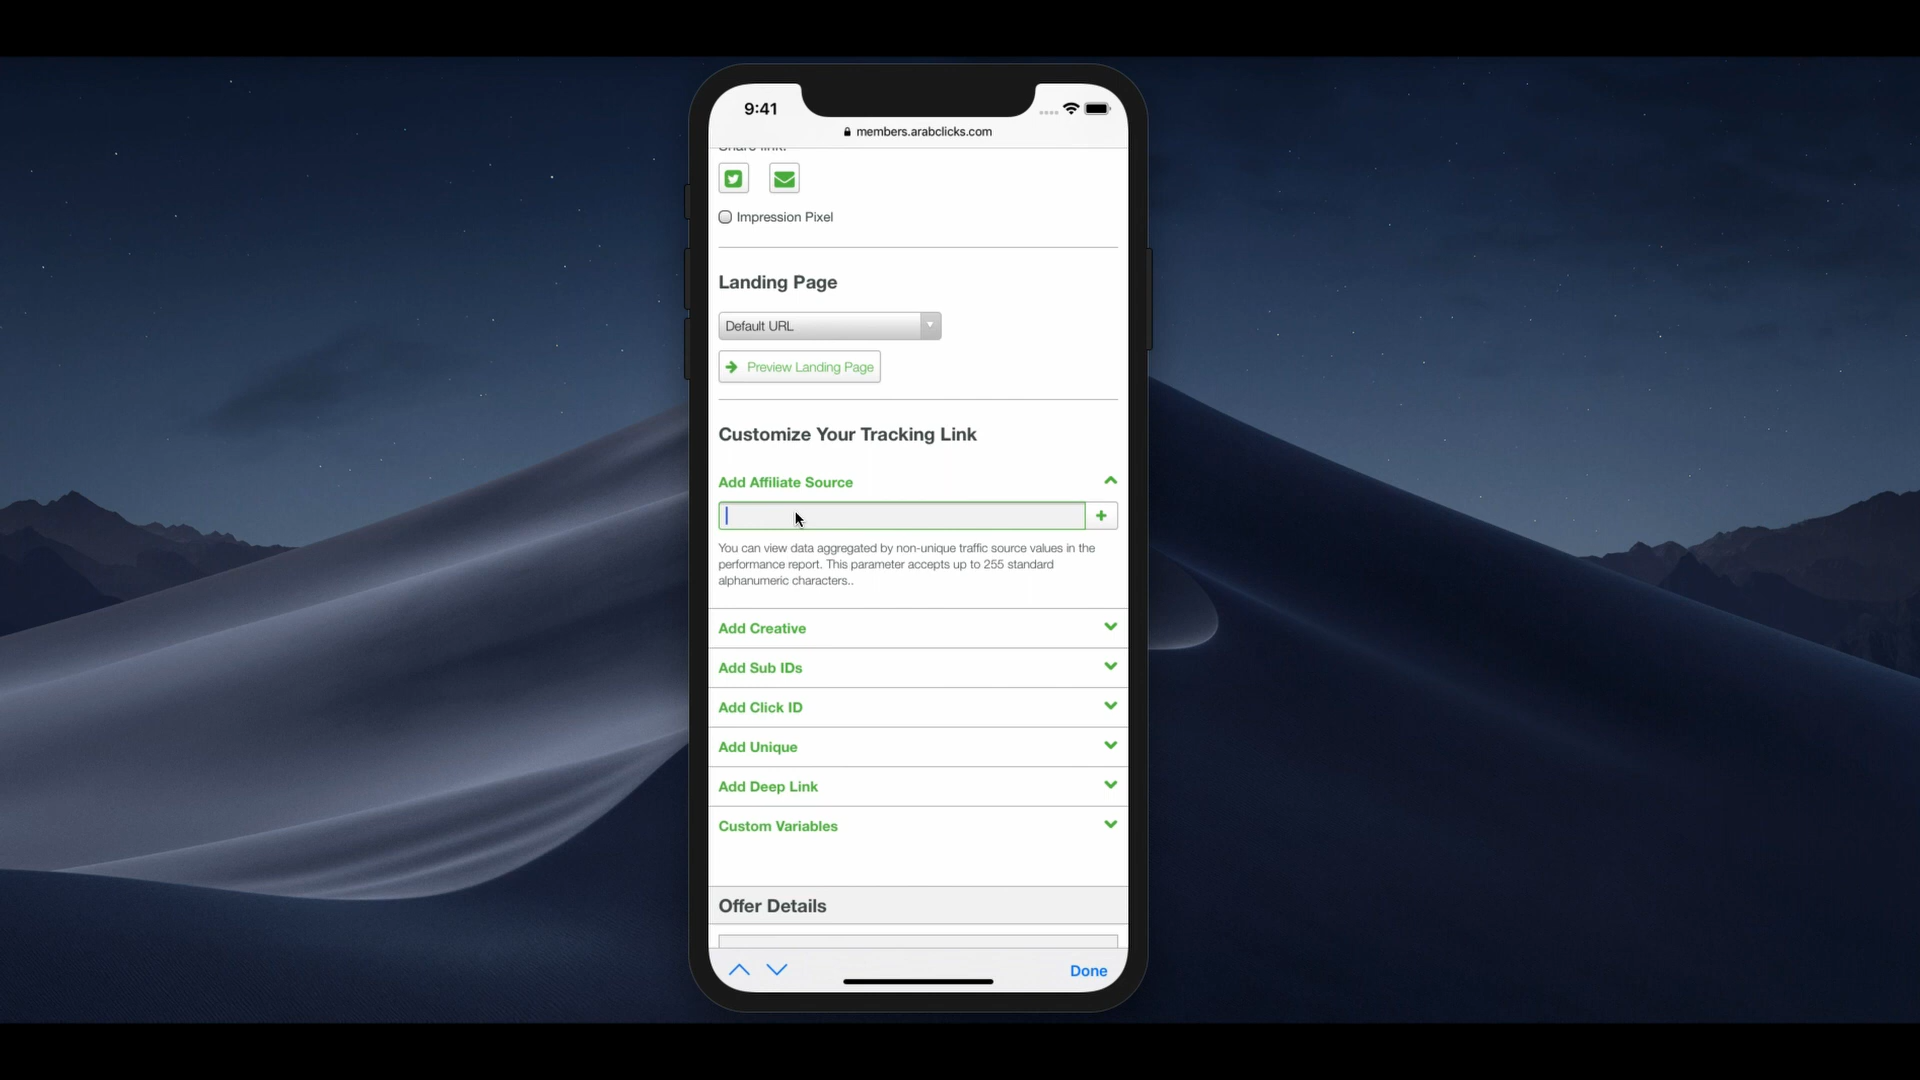 9:41
members.arabclicks.com
Share link:
Impression Pixel
Landing Page
Default URL
Preview Landing Page
Customize Your Tracking Link
Add Affiliate Source
You can view data aggregated by non-unique traffic source values in the
performance report. This parameter accepts up to 255 standard
alphanumeric characters..
Add Creative
Add Sub IDs
Add Click ID
Add Unique
Add Deep Link
Custom Variables
Offer Details
Done